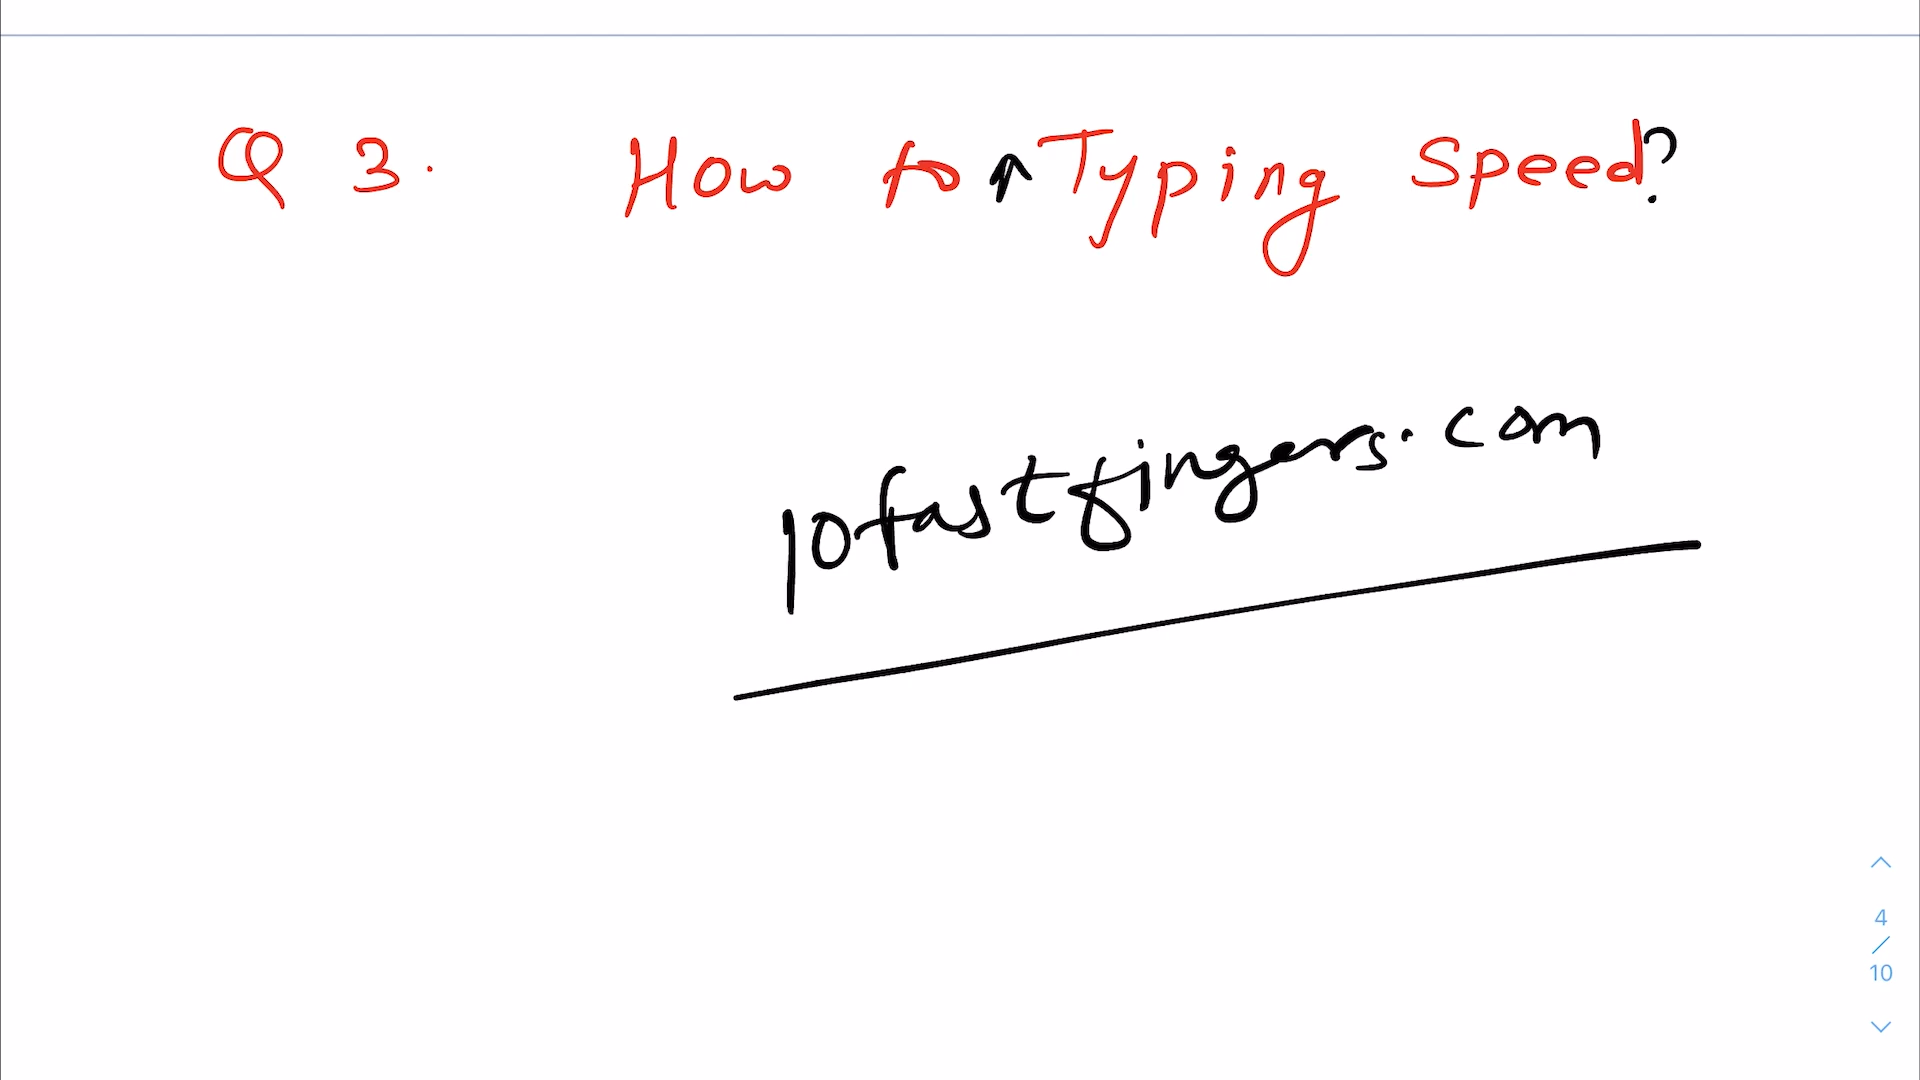 Q 3. How to ↑ Typing Speed?
10fastfingers.com
4
/
10